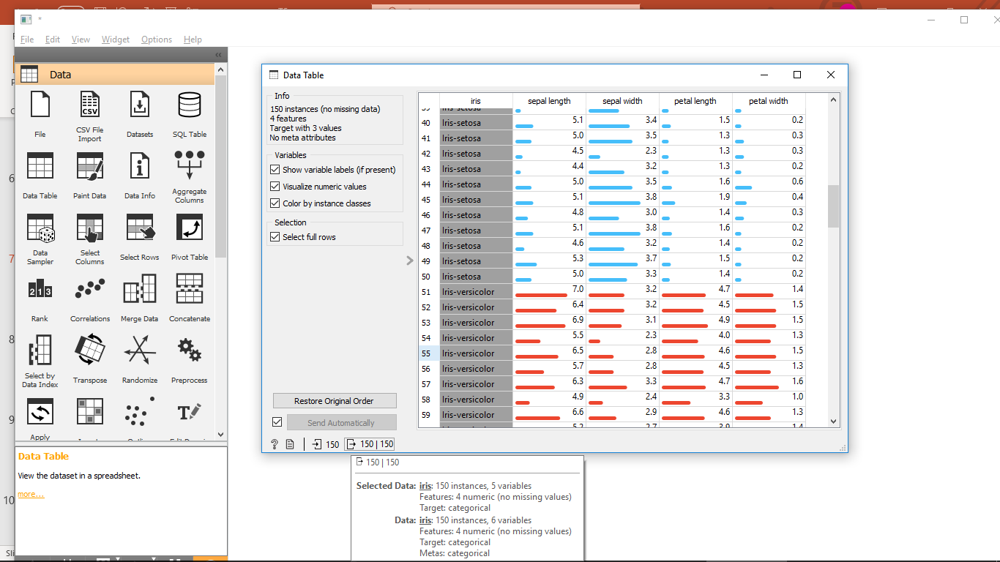 *
File Edit View Widget Options Help
Data
File
CSV File Import
Datasets
SQL Table
Data Table
Paint Data
Data Info
Aggregate Columns
Data Sampler
Select Columns
Select Rows
Pivot Table
Rank
Correlations
Merge Data
Concatenate
Select by Data Index
Transpose
Randomize
Preprocess
Apply
Data Table
View the dataset in a spreadsheet.
more...
6
7
8
9
10
Data Table
Info
150 instances (no missing data)
4 features
Target with 3 values
No meta attributes
Variables
Show variable labels (if present)
Visualize numeric values
Color by instance classes
Selection
Select full rows
Restore Original Order
Send Automatically
150
150 | 150
iris sepal length sepal width petal length petal width
39 Iris-setosa
40 Iris-setosa 5.1 3.4 1.5 0.2
41 Iris-setosa 5.0 3.5 1.3 0.3
42 Iris-setosa 4.5 2.3 1.3 0.3
43 Iris-setosa 4.4 3.2 1.3 0.2
44 Iris-setosa 5.0 3.5 1.6 0.6
45 Iris-setosa 5.1 3.8 1.9 0.4
46 Iris-setosa 4.8 3.0 1.4 0.3
47 Iris-setosa 5.1 3.8 1.6 0.2
48 Iris-setosa 4.6 3.2 1.4 0.2
49 Iris-setosa 5.3 3.7 1.5 0.2
50 Iris-setosa 5.0 3.3 1.4 0.2
51 Iris-versicolor 7.0 3.2 4.7 1.4
52 Iris-versicolor 6.4 3.2 4.5 1.5
53 Iris-versicolor 6.9 3.1 4.9 1.5
54 Iris-versicolor 5.5 2.3 4.0 1.3
55 Iris-versicolor 6.5 2.8 4.6 1.5
56 Iris-versicolor 5.7 2.8 4.5 1.3
57 Iris-versicolor 6.3 3.3 4.7 1.6
58 Iris-versicolor 4.9 2.4 3.3 1.0
59 Iris-versicolor 6.6 2.9 4.6 1.3
5.2 2.7 3.9 1.4
150 | 150
Selected Data: iris: 150 instances, 5 variables
Features: 4 numeric (no missing values)
Target: categorical
Data: iris: 150 instances, 6 variables
Features: 4 numeric (no missing values)
Target: categorical
Metas: categorical